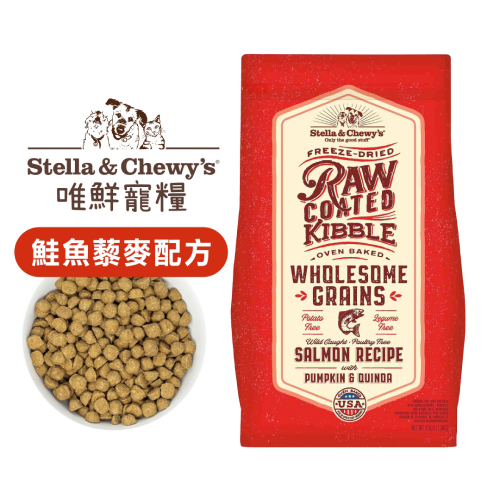 Stella & Chewy's®
唯鮮寵糧
鮭魚藜麥配方
Stella & Chewy's
Only the good stuff
FREEZE-DRIED
RAW
COATED
KIBBLE
OVEN BAKED
WHOLESOME
GRAINS
Potato Free
Legume Free
Wild Caught · Poultry Free
SALMON RECIPE
with
PUMPKIN & QUINOA
USA